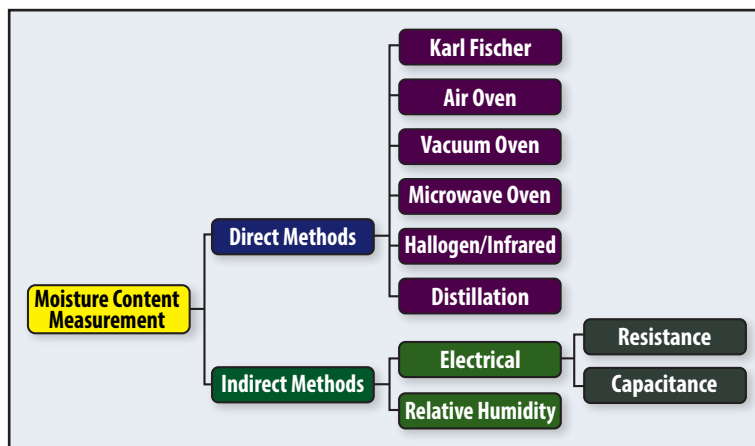 Moisture Content
Measurement
Direct Methods
Karl Fischer
Air Oven
Vacuum Oven
Microwave Oven
Hallogen/Infrared
Distillation
Indirect Methods
Electrical
Resistance
Capacitance
Relative Humidity